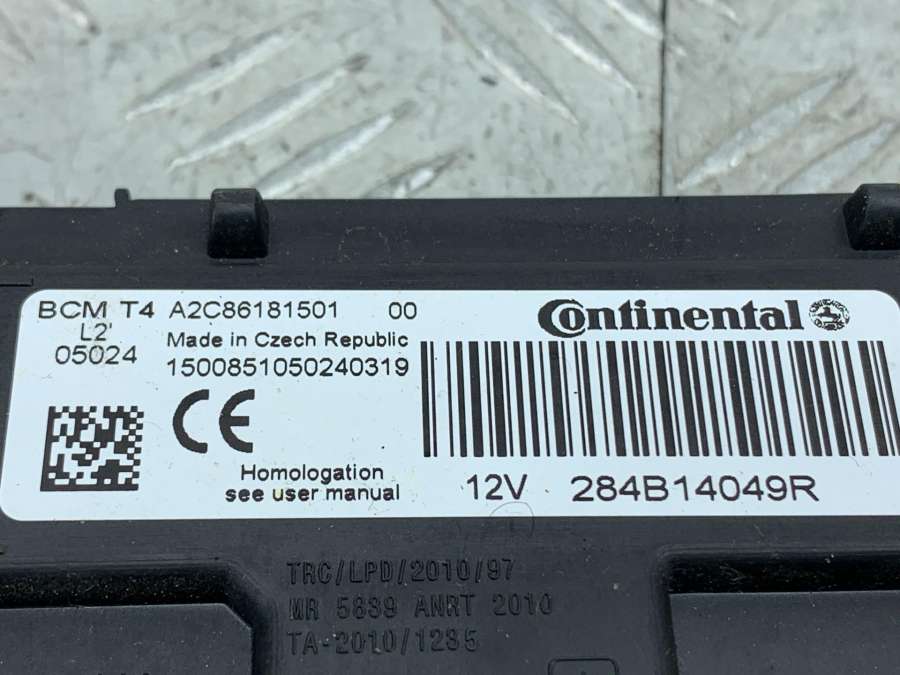 BCM T4 A2C86181501 00
L2'
05024
Made in Czech Republic
1500851050240319
CE
Homologation
see user manual
Continental
12V 284B14049R
TRC/LPD/2010/97
MR 5889 ANRT 2010
TA-2010/1235